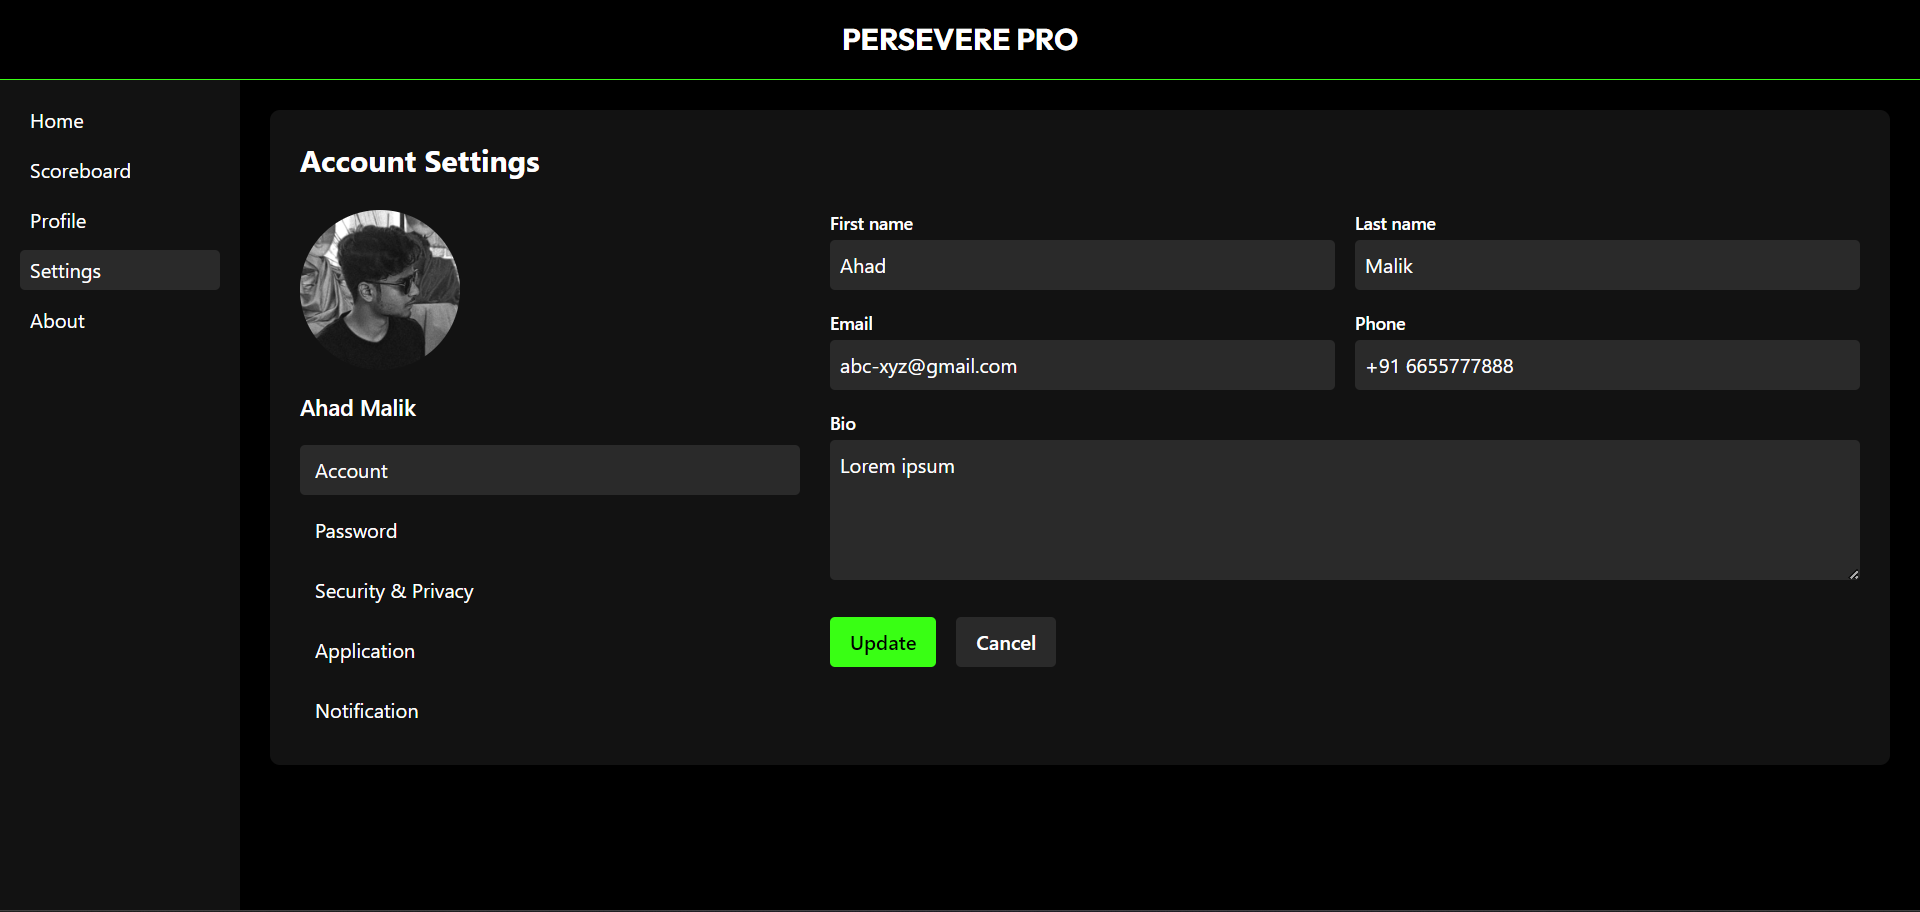 PERSEVERE PRO
Home
Scoreboard
Profile
Settings
About
Account Settings
Ahad Malik
Account
Password
Security & Privacy
Application
Notification
First name
Last name
Ahad
Malik
Email
Phone
abc-xyz@gmail.com
+91 6655777888
Bio
Lorem ipsum
Update
Cancel